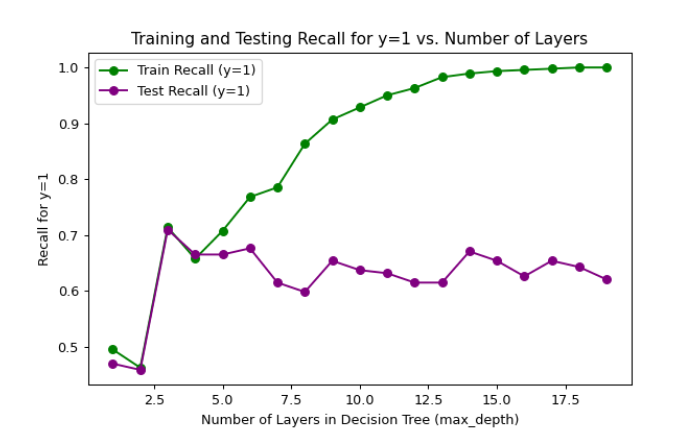 Training and Testing Recall for y=1 vs. Number of Layers
Train Recall (y=1)
Test Recall (y=1)
1.0
0.9
0.8
0.7
0.6
0.5
Recall for y=1
2.5 5.0 7.5 10.0 12.5 15.0 17.5
Number of Layers in Decision Tree (max_depth)